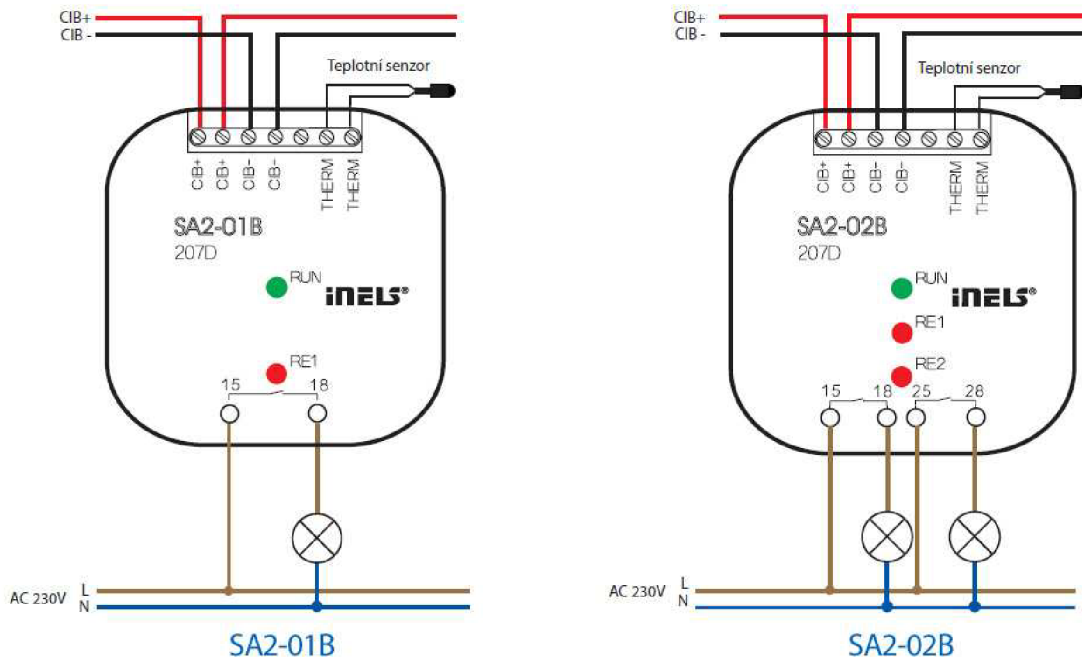 CIB+
CIB -
Teplotní senzor
CIB+
CIB+
CIB-
CIB-
THERM
THERM
SA2-01B
207D
RUN
iNELS®
RE1
15
18
AC 230V
L
N
SA2-01B
CIB+
CIB -
Teplotní senzor
CIB+
CIB+
CIB-
CIB-
THERM
THERM
SA2-02B
207D
RUN
iNELS®
RE1
RE2
15
18
25
28
AC 230V
L
N
SA2-02B